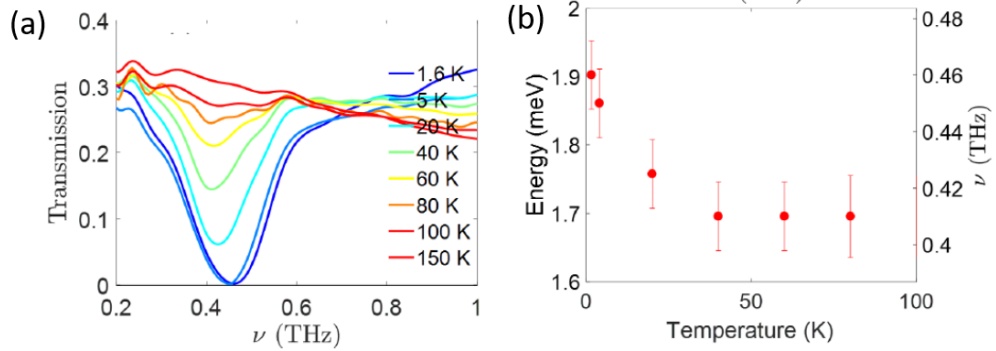 (a)
0.4
0.3
0.2
0.1
0
Transmission
0.2
0.4
0.6
0.8
1
ν (THz)
1.6 K
5 K
20 K
40 K
60 K
80 K
100 K
150 K
(b)
2
1.9
1.8
1.7
1.6
Energy (meV)
0
50
100
Temperature (K)
0.48
0.46
0.44
0.42
0.4
ν (THz)